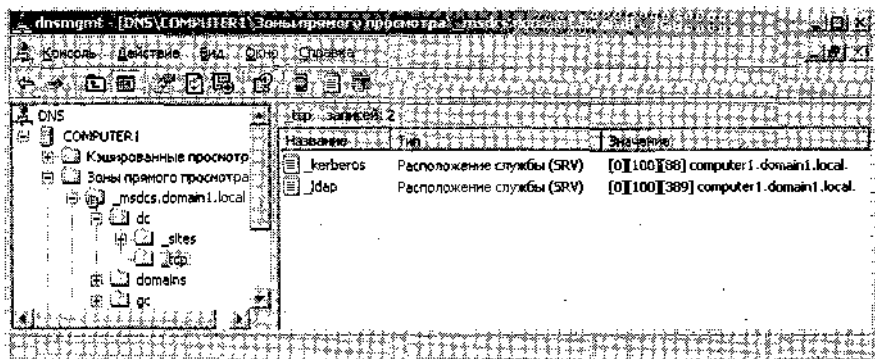 dnsmgmt - [DNS\COMPUTER1\Зоны прямого просмотра\_msdcs.domain1.local\dc\_tcp]
Консоль Действие Вид Окно Справка
DNS
COMPUTER1
Кэшированные просмотр
Зоны прямого просмотра
_msdcs.domain1.local
dc
_sites
_tcp
domains
gc
_tcp записей: 2
Название Тип Значение
_kerberos Расположение службы (SRV) [0][100][88] computer1.domain1.local.
_ldap Расположение службы (SRV) [0][100][389] computer1.domain1.local.